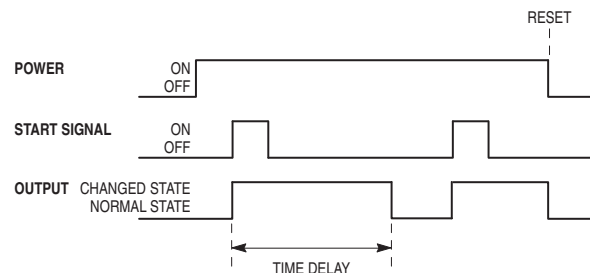 RESET
POWER ON
OFF
START SIGNAL ON
OFF
OUTPUT CHANGED STATE
NORMAL STATE
TIME DELAY